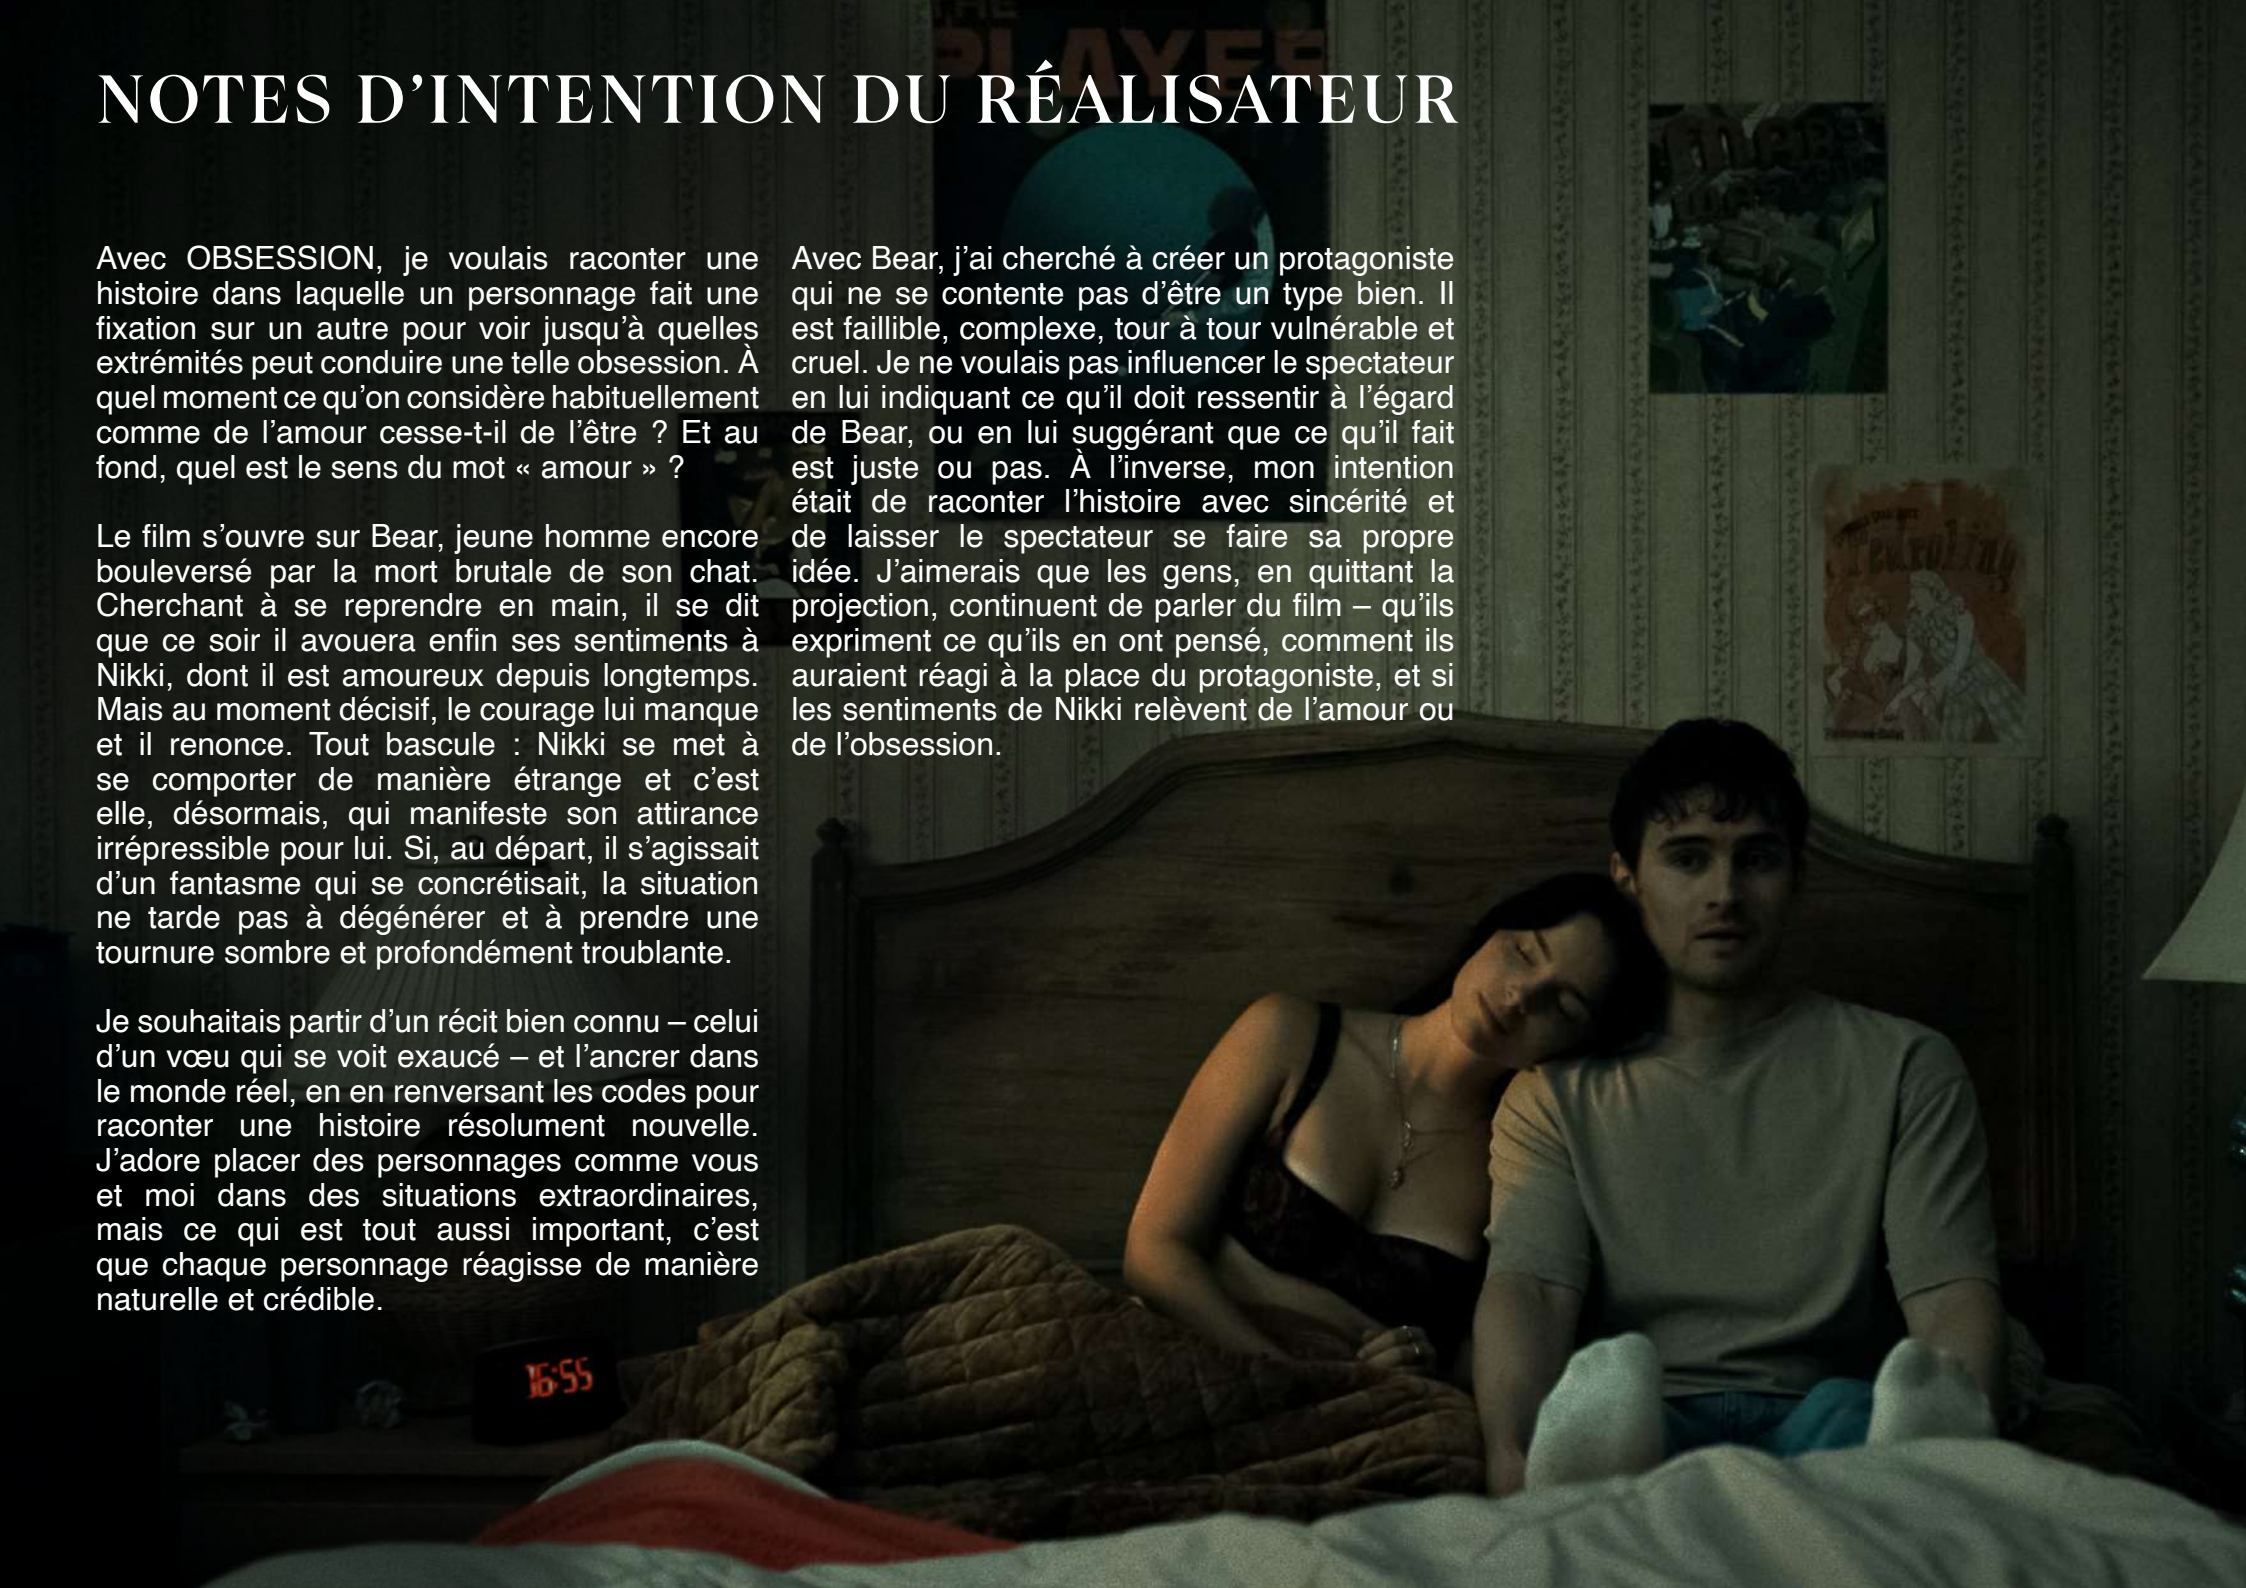 THE
PLAYER
NOTES D’INTENTION DU RÉALISATEUR
Avec OBSESSION, je voulais raconter une
histoire dans laquelle un personnage fait une
fixation sur un autre pour voir jusqu’à quelles
extrémités peut conduire une telle obsession. À
quel moment ce qu’on considère habituellement
comme de l’amour cesse-t-il de l’être ? Et au
fond, quel est le sens du mot « amour » ?
Le film s’ouvre sur Bear, jeune homme encore
bouleversé par la mort brutale de son chat.
Cherchant à se reprendre en main, il se dit
que ce soir il avouera enfin ses sentiments à
Nikki, dont il est amoureux depuis longtemps.
Mais au moment décisif, le courage lui manque
et il renonce. Tout bascule : Nikki se met à
se comporter de manière étrange et c’est
elle, désormais, qui manifeste son attirance
irrépressible pour lui. Si, au départ, il s’agissait
d’un fantasme qui se concrétisait, la situation
ne tarde pas à dégénérer et à prendre une
tournure sombre et profondément troublante.
Je souhaitais partir d’un récit bien connu – celui
d’un vœu qui se voit exaucé – et l’ancrer dans
le monde réel, en en renversant les codes pour
raconter une histoire résolument nouvelle.
J’adore placer des personnages comme vous
et moi dans des situations extraordinaires,
mais ce qui est tout aussi important, c’est
que chaque personnage réagisse de manière
naturelle et crédible.
Avec Bear, j’ai cherché à créer un protagoniste
qui ne se contente pas d’être un type bien. Il
est faillible, complexe, tour à tour vulnérable et
cruel. Je ne voulais pas influencer le spectateur
en lui indiquant ce qu’il doit ressentir à l’égard
de Bear, ou en lui suggérant que ce qu’il fait
est juste ou pas. À l’inverse, mon intention
était de raconter l’histoire avec sincérité et
de laisser le spectateur se faire sa propre
idée. J’aimerais que les gens, en quittant la
projection, continuent de parler du film – qu’ils
expriment ce qu’ils en ont pensé, comment ils
auraient réagi à la place du protagoniste, et si
les sentiments de Nikki relèvent de l’amour ou
de l’obsession.
16:55